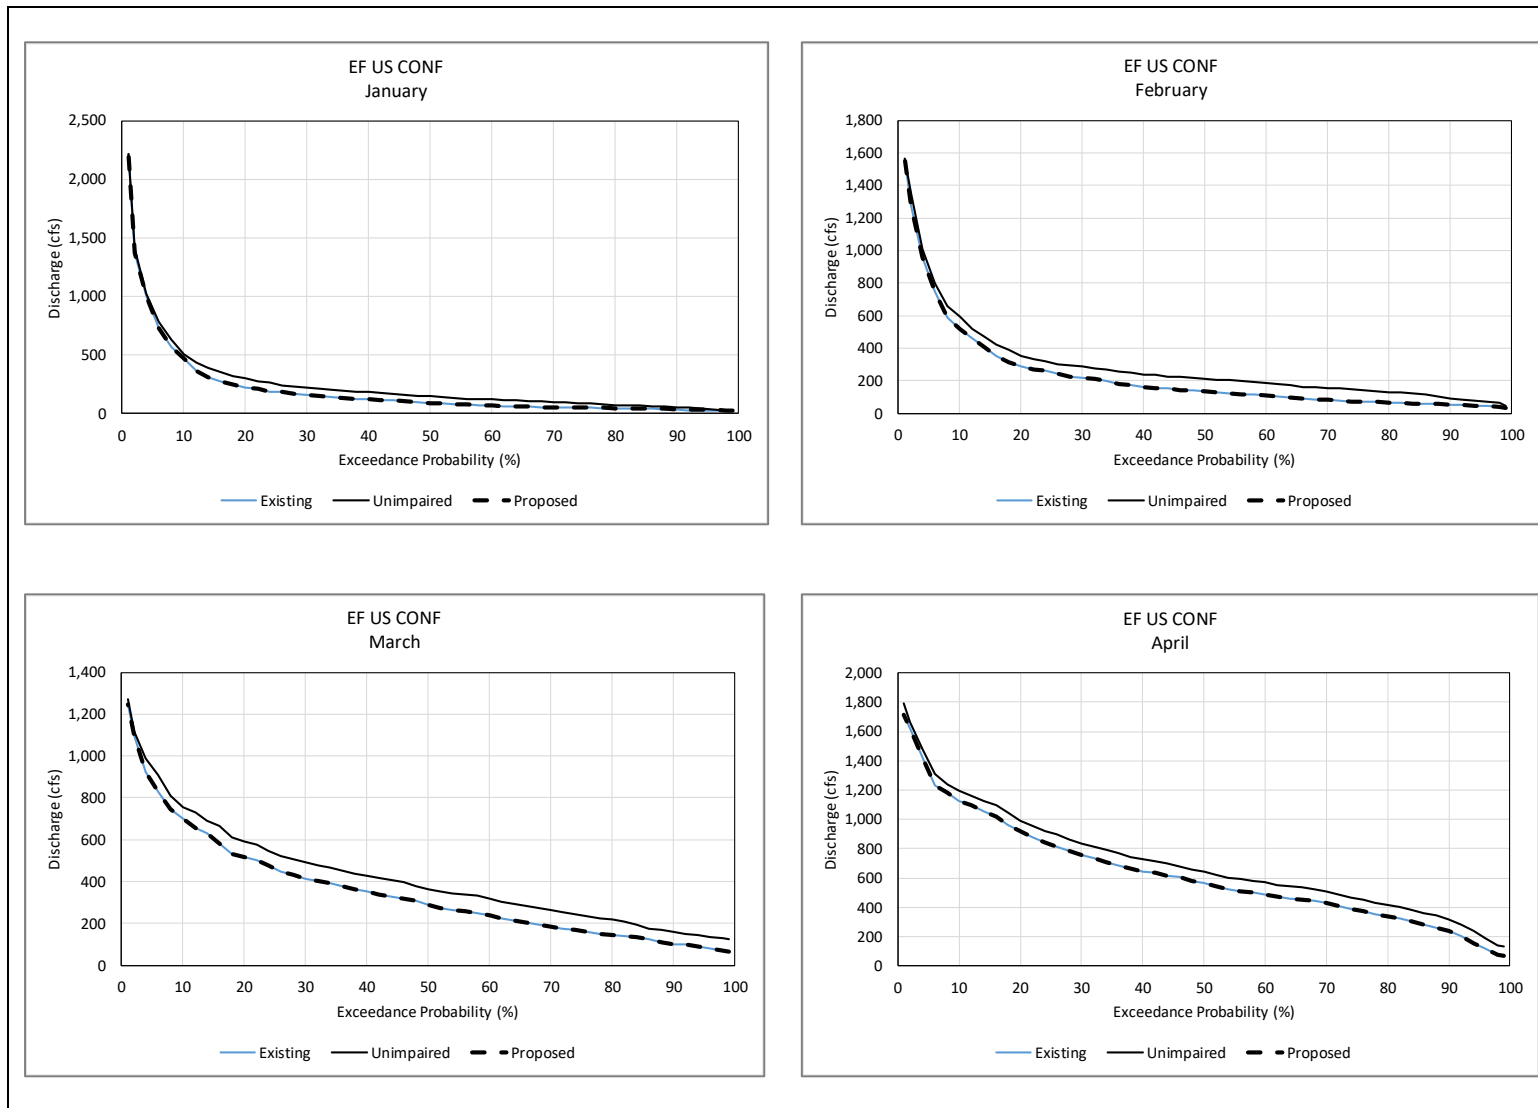 EF US CONF
January
2,500
2,000
1,500
1,000
500
0
Discharge (cfs)
0 10 20 30 40 50 60 70 80 90 100
Exceedance Probability (%)
Existing Unimpaired Proposed
EF US CONF
February
1,800
1,600
1,400
1,200
1,000
800
600
400
200
0
Discharge (cfs)
0 10 20 30 40 50 60 70 80 90 100
Exceedance Probability (%)
Existing Unimpaired Proposed
EF US CONF
March
1,400
1,200
1,000
800
600
400
200
0
Discharge (cfs)
0 10 20 30 40 50 60 70 80 90 100
Exceedance Probability (%)
Existing Unimpaired Proposed
EF US CONF
April
2,000
1,800
1,600
1,400
1,200
1,000
800
600
400
200
0
Discharge (cfs)
0 10 20 30 40 50 60 70 80 90 100
Exceedance Probability (%)
Existing Unimpaired Proposed